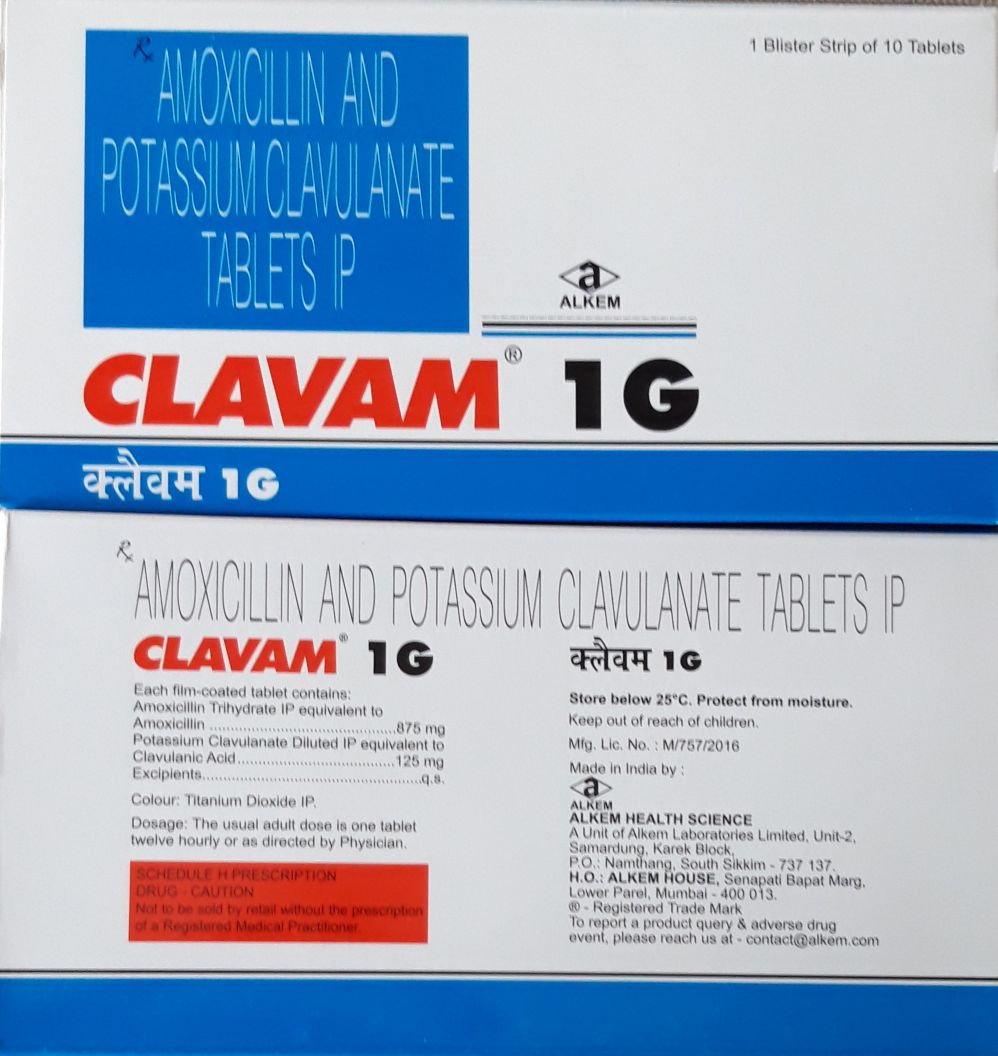 1 Blister Strip of 10 Tablets
Rx
AMOXICILLIN AND
POTASSIUM CLAVULANATE
TABLETS IP
a
ALKEM
CLAVAM® 1G
क्लैवम 1G
Rx
AMOXICILLIN AND POTASSIUM CLAVULANATE TABLETS IP
CLAVAM® 1G
Each film-coated tablet contains:
Amoxicillin Trihydrate IP equivalent to
Amoxicillin ............................................875 mg
Potassium Clavulanate Diluted IP equivalent to
Clavulanic Acid.....................................125 mg
Excipients....................................................q.s.
Colour: Titanium Dioxide IP.
Dosage: The usual adult dose is one tablet
twelve hourly or as directed by Physician.
SCHEDULE H PRESCRIPTION
DRUG - CAUTION
Not to be sold by retail without the prescription
of a Registered Medical Practitioner.
क्लैवम 1G
Store below 25°C. Protect from moisture.
Keep out of reach of children.
Mfg. Lic. No. : M/757/2016
Made in India by :
a
ALKEM
ALKEM HEALTH SCIENCE
A Unit of Alkem Laboratories Limited, Unit-2,
Samardung, Karek Block,
P.O.: Namthang, South Sikkim - 737 137.
H.O.: ALKEM HOUSE, Senapati Bapat Marg,
Lower Parel, Mumbai - 400 013.
® - Registered Trade Mark
To report a product query & adverse drug
event, please reach us at - contact@alkem.com